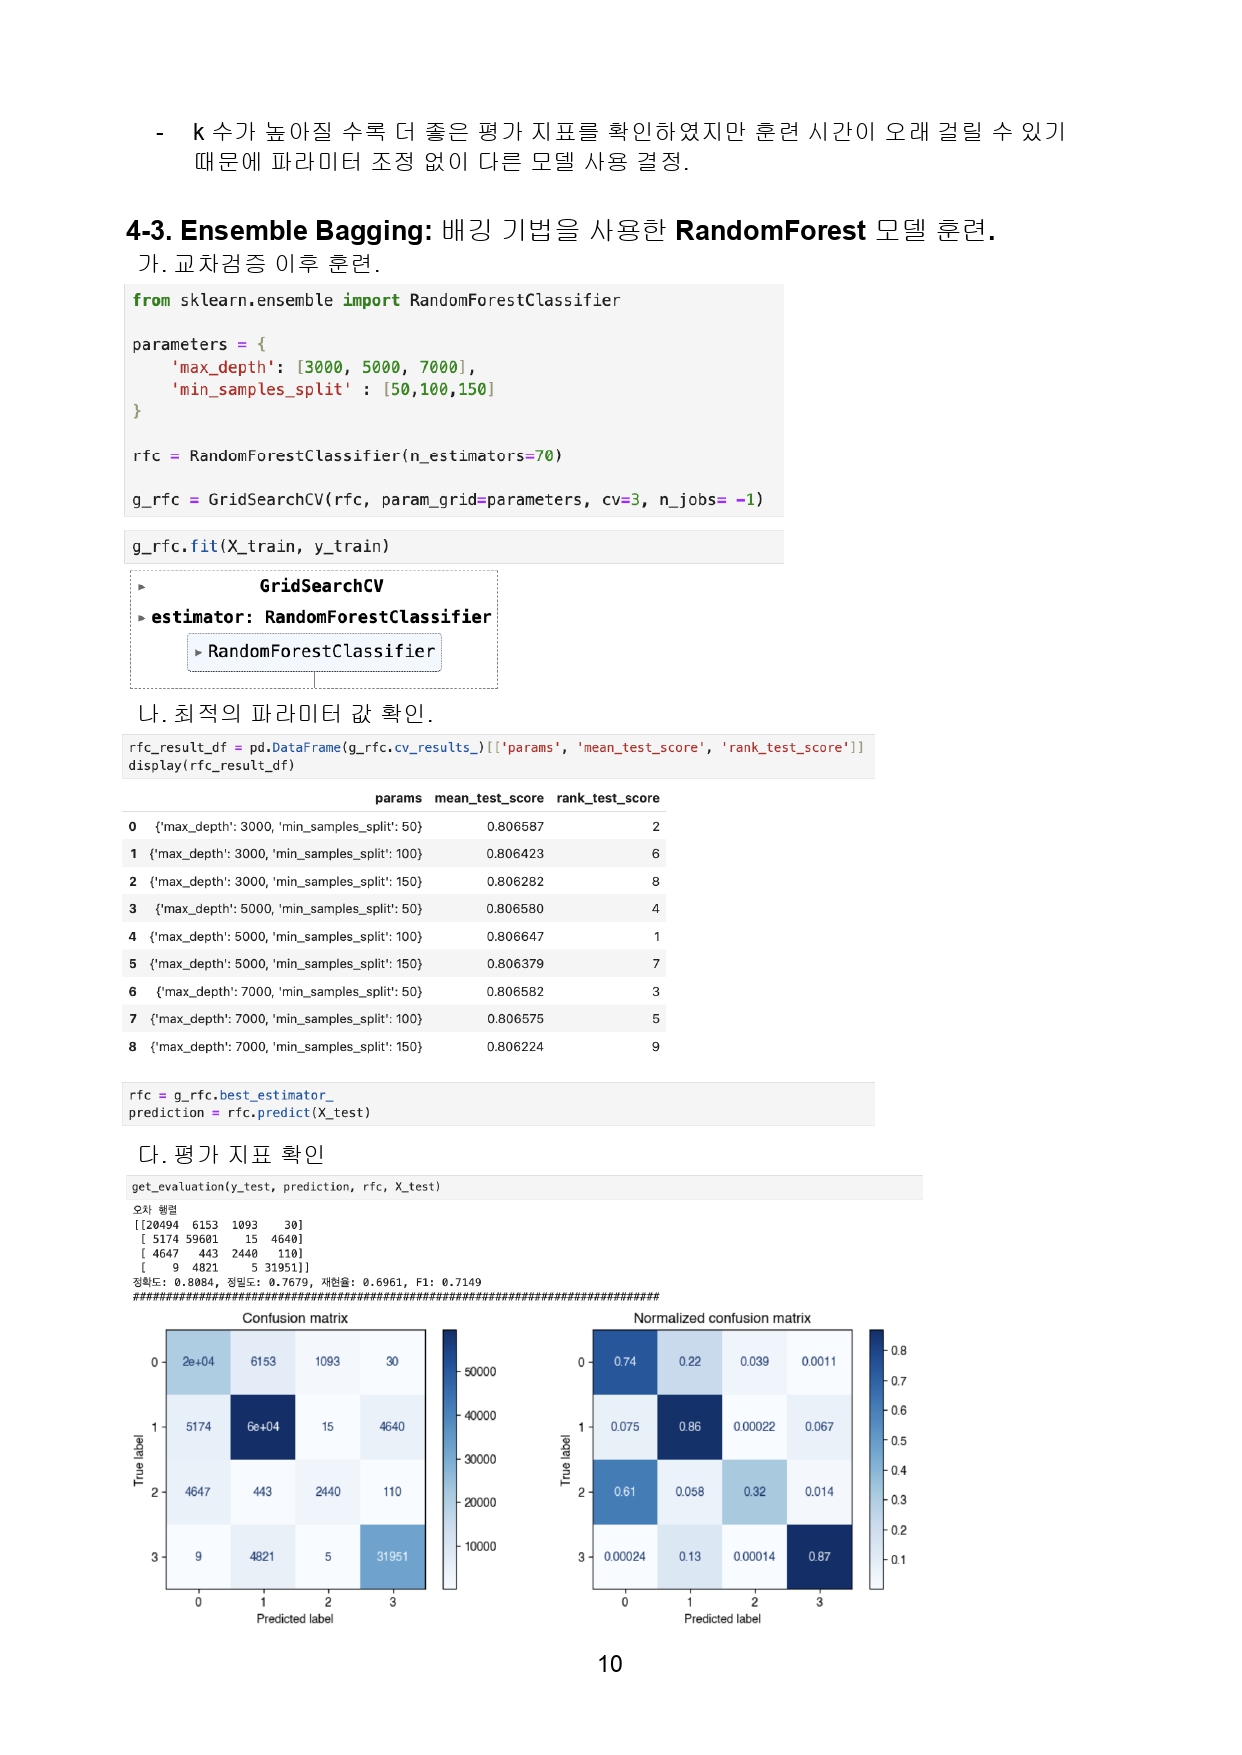 - k 수가 높아질 수록 더 좋은 평가 지표를 확인하였지만 훈련 시간이 오래 걸릴 수 있기
때문에 파라미터 조정 없이 다른 모델 사용 결정.
4-3. Ensemble Bagging: 배깅 기법을 사용한 RandomForest 모델 훈련.
가. 교차검증 이후 훈련.
from sklearn.ensemble import RandomForestClassifier
parameters = {
'max_depth': [3000, 5000, 7000],
'min_samples_split' : [50,100,150]
}
rfc = RandomForestClassifier(n_estimators=70)
g_rfc = GridSearchCV(rfc, param_grid=parameters, cv=3, n_jobs= -1)
g_rfc.fit(X_train, y_train)
▸ GridSearchCV
▸ estimator: RandomForestClassifier
▸ RandomForestClassifier
나. 최적의 파라미터 값 확인.
rfc_result_df = pd.DataFrame(g_rfc.cv_results_)[['params', 'mean_test_score', 'rank_test_score']]
display(rfc_result_df)
params mean_test_score rank_test_score
0 {'max_depth': 3000, 'min_samples_split': 50} 0.806587 2
1 {'max_depth': 3000, 'min_samples_split': 100} 0.806423 6
2 {'max_depth': 3000, 'min_samples_split': 150} 0.806282 8
3 {'max_depth': 5000, 'min_samples_split': 50} 0.806580 4
4 {'max_depth': 5000, 'min_samples_split': 100} 0.806647 1
5 {'max_depth': 5000, 'min_samples_split': 150} 0.806379 7
6 {'max_depth': 7000, 'min_samples_split': 50} 0.806582 3
7 {'max_depth': 7000, 'min_samples_split': 100} 0.806575 5
8 {'max_depth': 7000, 'min_samples_split': 150} 0.806224 9
rfc = g_rfc.best_estimator_
prediction = rfc.predict(X_test)
다. 평가 지표 확인
get_evaluation(y_test, prediction, rfc, X_test)
오차 행렬
[[20494 6153 1093 30]
[ 5174 59601 15 4640]
[ 4647 443 2440 110]
[ 9 4821 5 31951]]
정확도: 0.8084, 정밀도: 0.7679, 재현율: 0.6961, F1: 0.7149
################################################################################
Confusion matrix
0 2e+04 6153 1093 30
1 5174 6e+04 15 4640
2 4647 443 2440 110
3 9 4821 5 31951
0 1 2 3
Predicted label
True label
50000
40000
30000
20000
10000
Normalized confusion matrix
0 0.74 0.22 0.039 0.0011
1 0.075 0.86 0.00022 0.067
2 0.61 0.058 0.32 0.014
3 0.00024 0.13 0.00014 0.87
0 1 2 3
Predicted label
True label
0.8
0.7
0.6
0.5
0.4
0.3
0.2
0.1
10